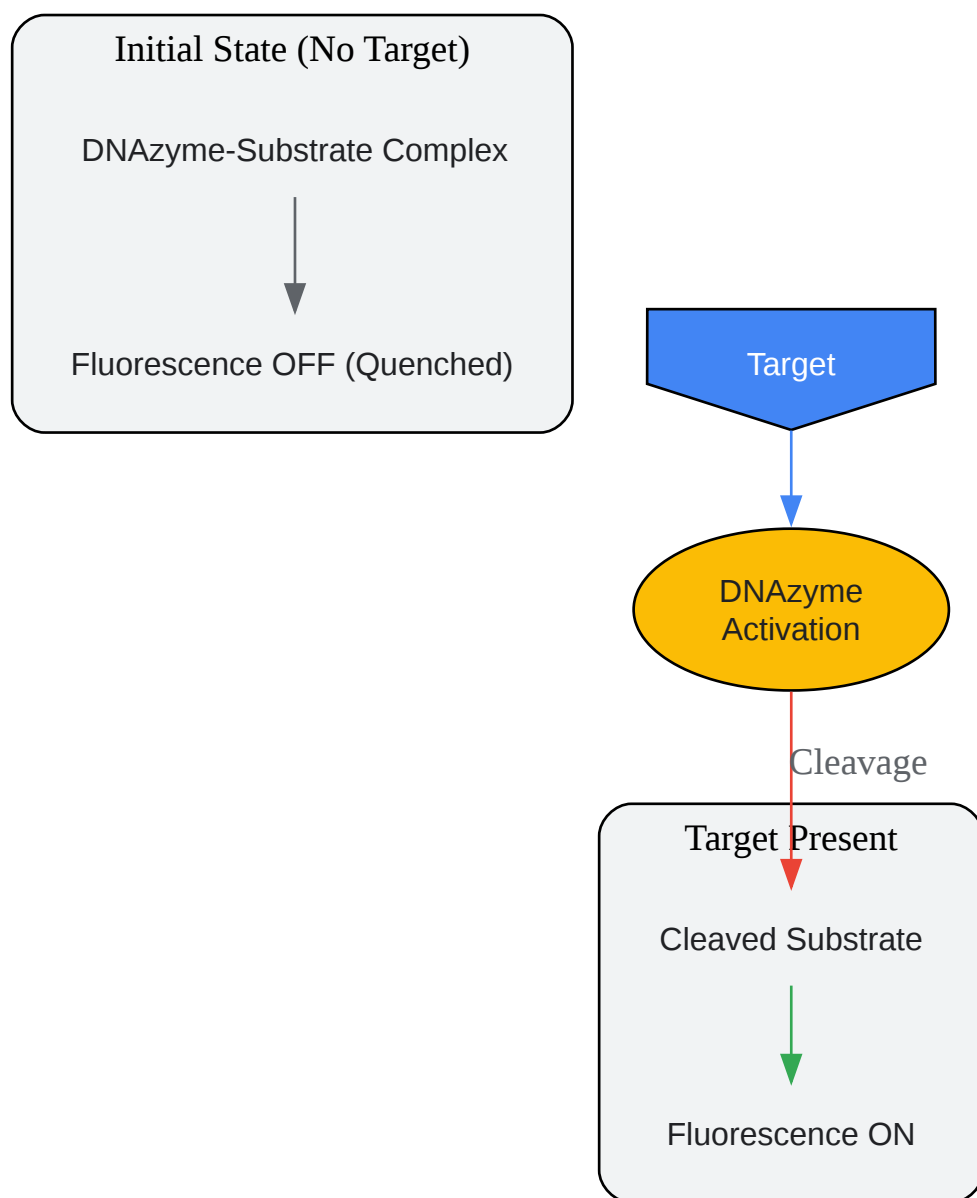 Initial State (No Target)
DNAzyme-Substrate Complex
Fluorescence OFF (Quenched)
Target
DNAzyme
Activation
Cleavage
Target Present
Cleaved Substrate
Fluorescence ON